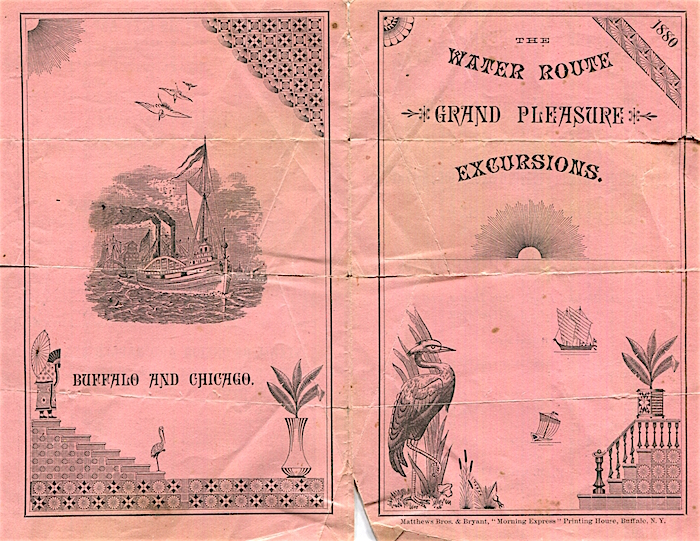 BUFFALO AND CHICAGO.
1880
THE
WATER ROUTE
GRAND PLEASURE
EXCURSIONS.
Matthews Bros. & Bryant, "Morning Express" Printing House, Buffalo, N. Y.